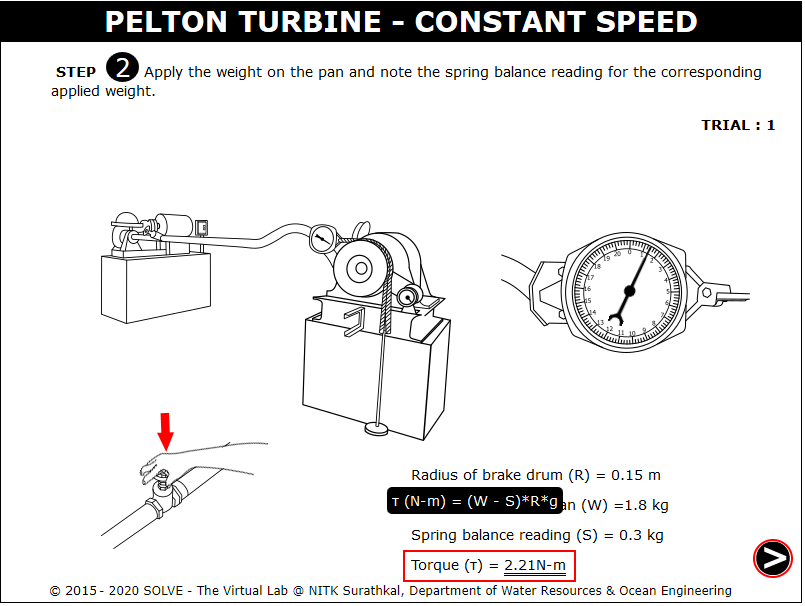 PELTON TURBINE - CONSTANT SPEED
STEP 2 Apply the weight on the pan and note the spring balance reading for the corresponding
applied weight.
TRIAL : 1
0 1 2 3 4 5 6 7 8 9 10 11 12 13 14 15 16 17 18 19 20
Radius of brake drum (R) = 0.15 m
τ (N-m) = (W - S)*R*g an (W) =1.8 kg
Spring balance reading (S) = 0.3 kg
Torque (τ) = 2.21N-m
>
© 2015 - 2020 SOLVE - The Virtual Lab @ NITK Surathkal, Department of Water Resources & Ocean Engineering